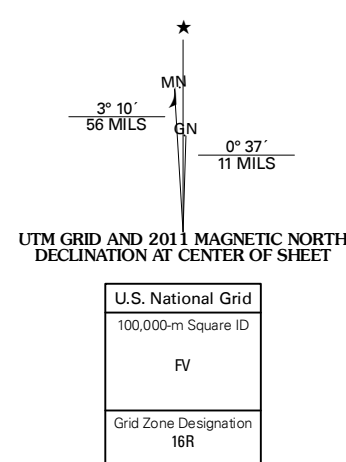 ★
MN
3° 10´
56 MILS
GN
0° 37´
11 MILS
UTM GRID AND 2011 MAGNETIC NORTH
DECLINATION AT CENTER OF SHEET
U.S. National Grid
100,000-m Square ID
FV
Grid Zone Designation
16R